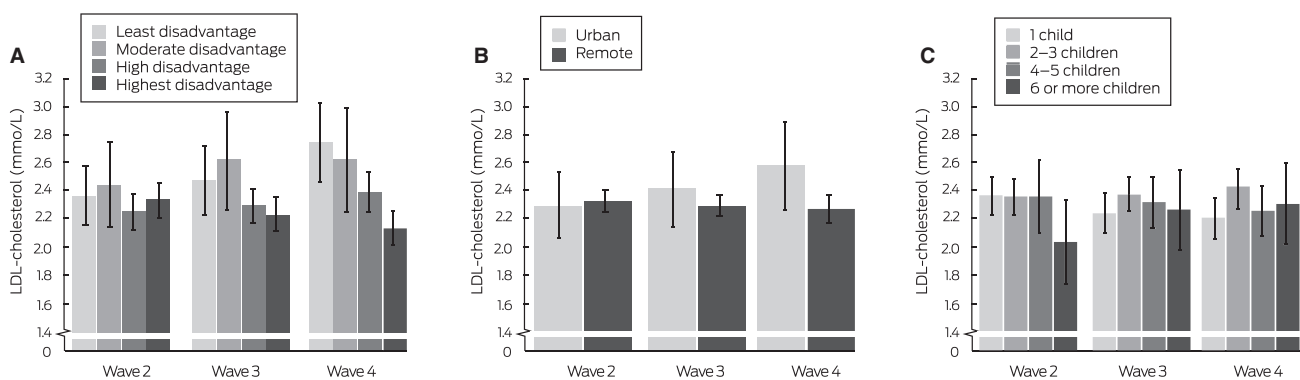 A
Least disadvantage
Moderate disadvantage
High disadvantage
Highest disadvantage
LDL-cholesterol (mmo/L)
3.2
3.0
2.8
2.6
2.4
2.2
2.0
1.8
1.6
1.4
0
Wave 2
Wave 3
Wave 4
B
Urban
Remote
LDL-cholesterol (mmo/L)
3.2
3.0
2.8
2.6
2.4
2.2
2.0
1.8
1.6
1.4
0
Wave 2
Wave 3
Wave 4
C
1 child
2–3 children
4–5 children
6 or more children
LDL-cholesterol (mmo/L)
3.2
3.0
2.8
2.6
2.4
2.2
2.0
1.8
1.6
1.4
0
Wave 2
Wave 3
Wave 4